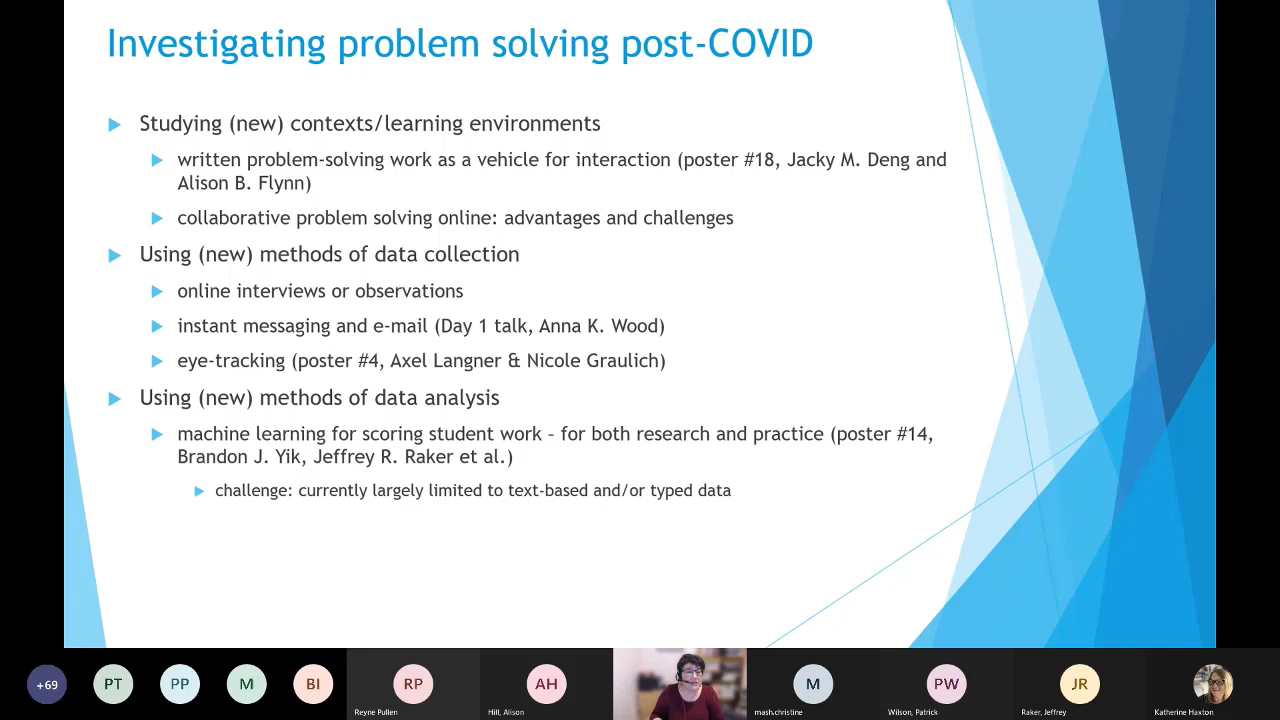 Investigating problem solving post-COVID
Studying (new) contexts/learning environments
written problem-solving work as a vehicle for interaction (poster #18, Jacky M. Deng and
Alison B. Flynn)
collaborative problem solving online: advantages and challenges
Using (new) methods of data collection
online interviews or observations
instant messaging and e-mail (Day 1 talk, Anna K. Wood)
eye-tracking (poster #4, Axel Langner & Nicole Graulich)
Using (new) methods of data analysis
machine learning for scoring student work – for both research and practice (poster #14,
Brandon J. Yik, Jeffrey R. Raker et al.)
challenge: currently largely limited to text-based and/or typed data
+69 PT PP M BI RP AH M PW JR
Reyne Pullen Hill, Alison mash.christine Wilson, Patrick Raker, Jeffrey Katherine Haxton